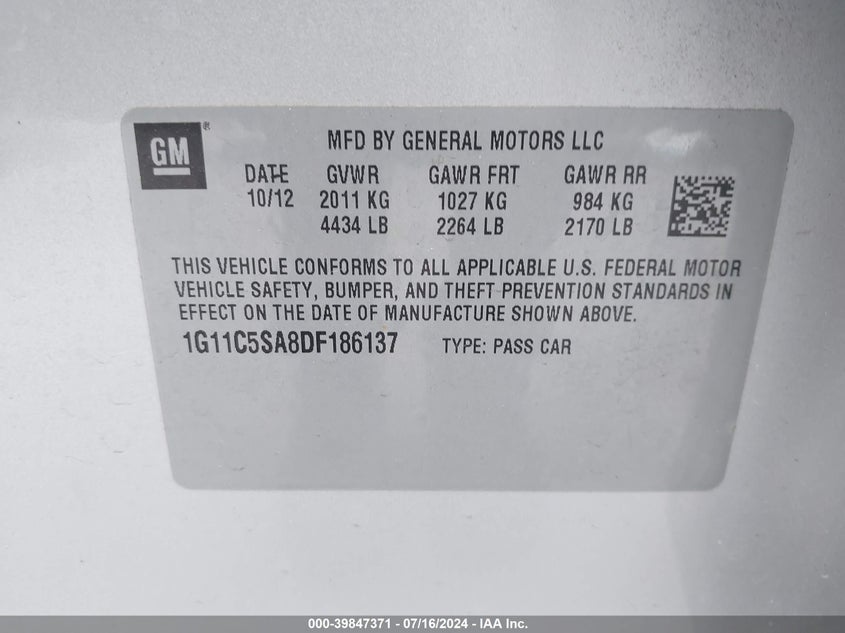 GM ®
MFD BY GENERAL MOTORS LLC
DATE GVWR GAWR FRT GAWR RR
10/12 2011 KG 1027 KG 984 KG
4434 LB 2264 LB 2170 LB
THIS VEHICLE CONFORMS TO ALL APPLICABLE U.S. FEDERAL MOTOR
VEHICLE SAFETY, BUMPER, AND THEFT PREVENTION STANDARDS IN
EFFECT ON THE DATE OF MANUFACTURE SHOWN ABOVE.
1G11C5SA8DF186137 TYPE: PASS CAR
000-39847371 - 07/16/2024 - IAA Inc.